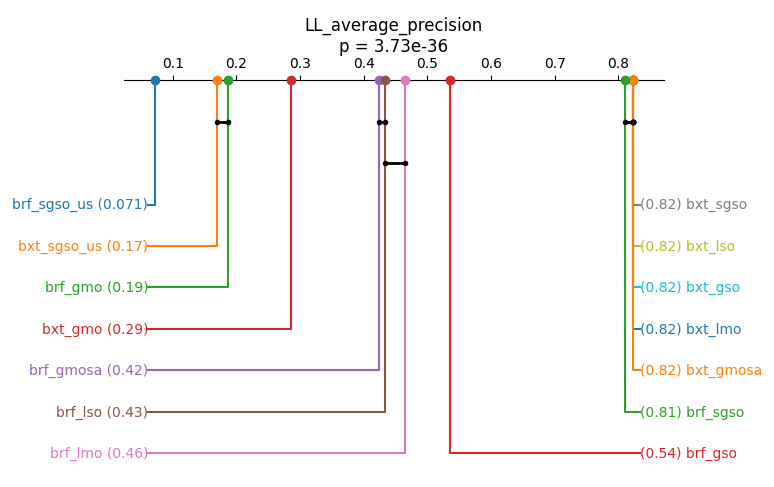 LL_average_precision
p = 3.73e-36
0.1 0.2 0.3 0.4 0.5 0.6 0.7 0.8
brf_sgso_us (0.071) (0.82) bxt_sgso
bxt_sgso_us (0.17) (0.82) bxt_lso
brf_gmo (0.19) (0.82) bxt_gso
bxt_gmo (0.29) (0.82) bxt_lmo
brf_gmosa (0.42) (0.82) bxt_gmosa
brf_lso (0.43) (0.81) brf_sgso
brf_lmo (0.46) (0.54) brf_gso